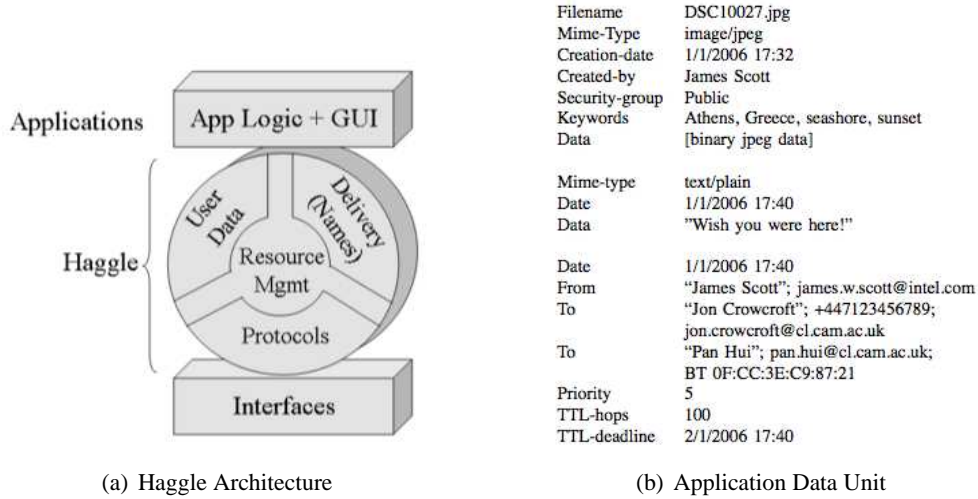 Applications
App Logic + GUI
Haggle
User
Data
Delivery
(Names)
Resource
Mgmt
Protocols
Interfaces
(a) Haggle Architecture
Filename DSC10027.jpg
Mime-Type image/jpeg
Creation-date 1/1/2006 17:32
Created-by James Scott
Security-group Public
Keywords Athens, Greece, seashore, sunset
Data [binary jpeg data]
Mime-type text/plain
Date 1/1/2006 17:40
Data ”Wish you were here!”
Date 1/1/2006 17:40
From “James Scott”; james.w.scott@intel.com
To “Jon Crowcroft”; +447123456789;
jon.crowcroft@cl.cam.ac.uk
To “Pan Hui”; pan.hui@cl.cam.ac.uk;
BT 0F:CC:3E:C9:87:21
Priority 5
TTL-hops 100
TTL-deadline 2/1/2006 17:40
(b) Application Data Unit